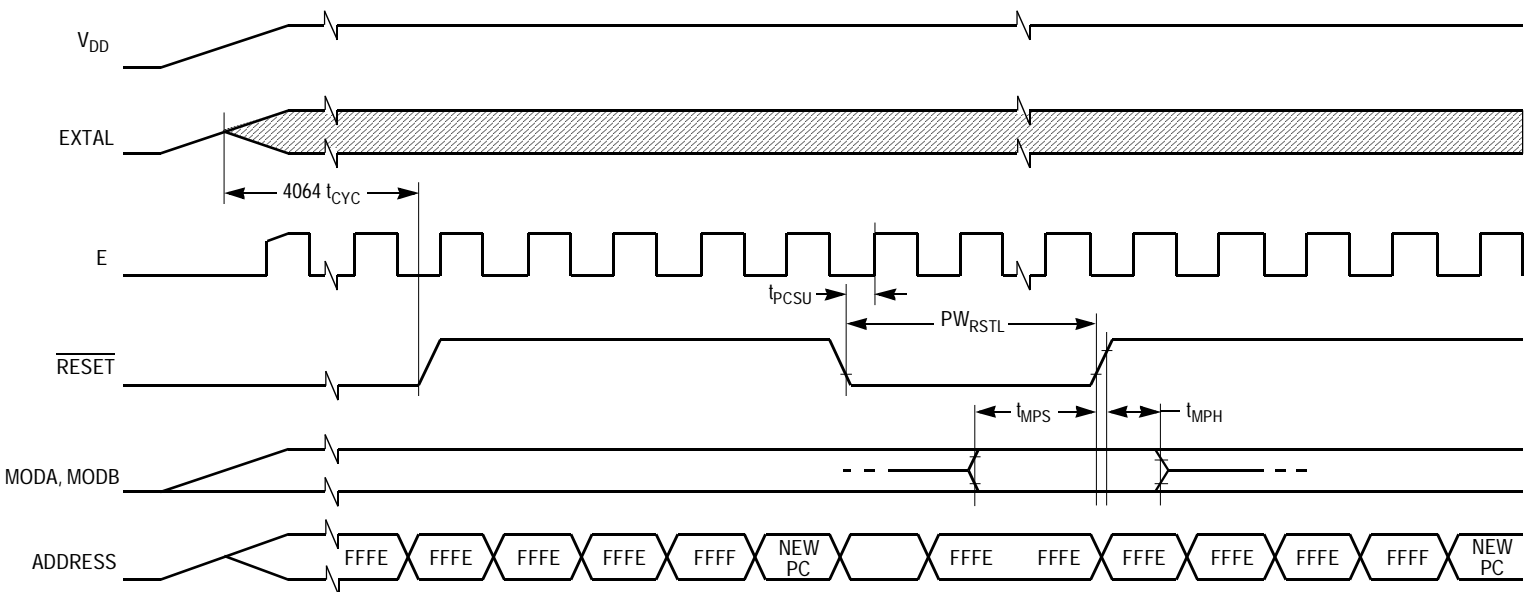 VDD
EXTAL
4064 tCYC
E
tPCSU
PWRSTL
RESET
tMPS
tMPH
MODA, MODB
ADDRESS
FFFE
FFFE
FFFE
FFFE
FFFF
NEW
PC
FFFE
FFFE
FFFE
FFFE
FFFE
FFFF
NEW
PC